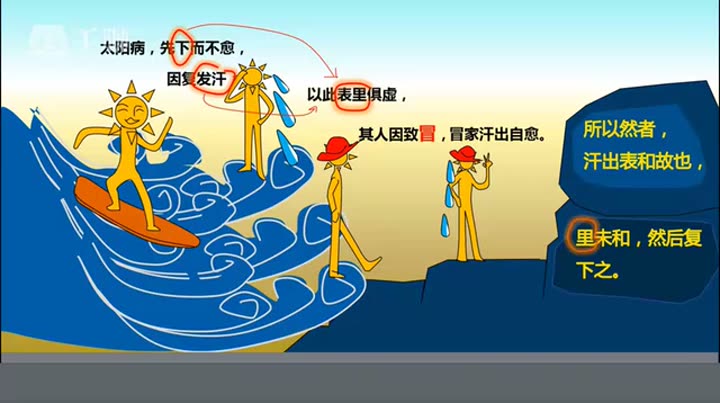 太阳病，先下而不愈，
因复发汗
以此表里俱虚，
其人因致冒，冒家汗出自愈。
所以然者，
汗出表和故也，
里未和，然后复
下之。